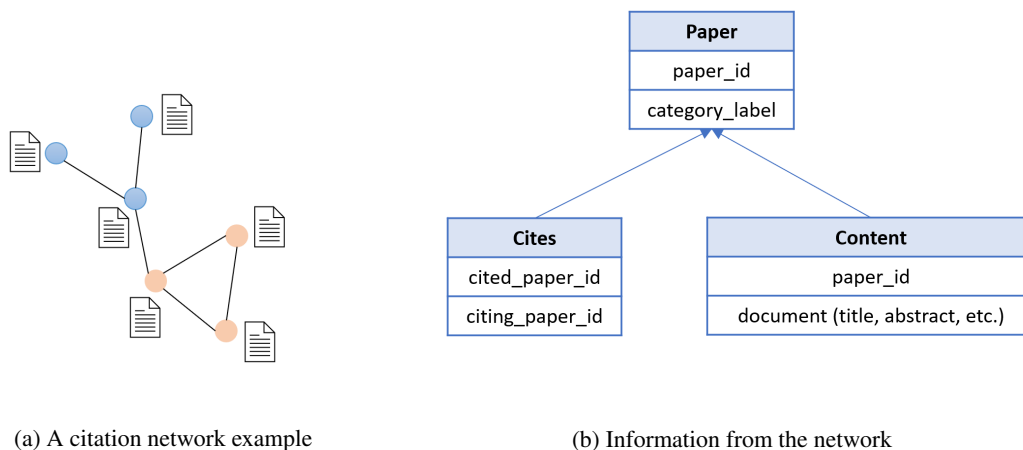 Paper
paper_id
category_label
Cites
cited_paper_id
citing_paper_id
Content
paper_id
document (title, abstract, etc.)
(a) A citation network example
(b) Information from the network